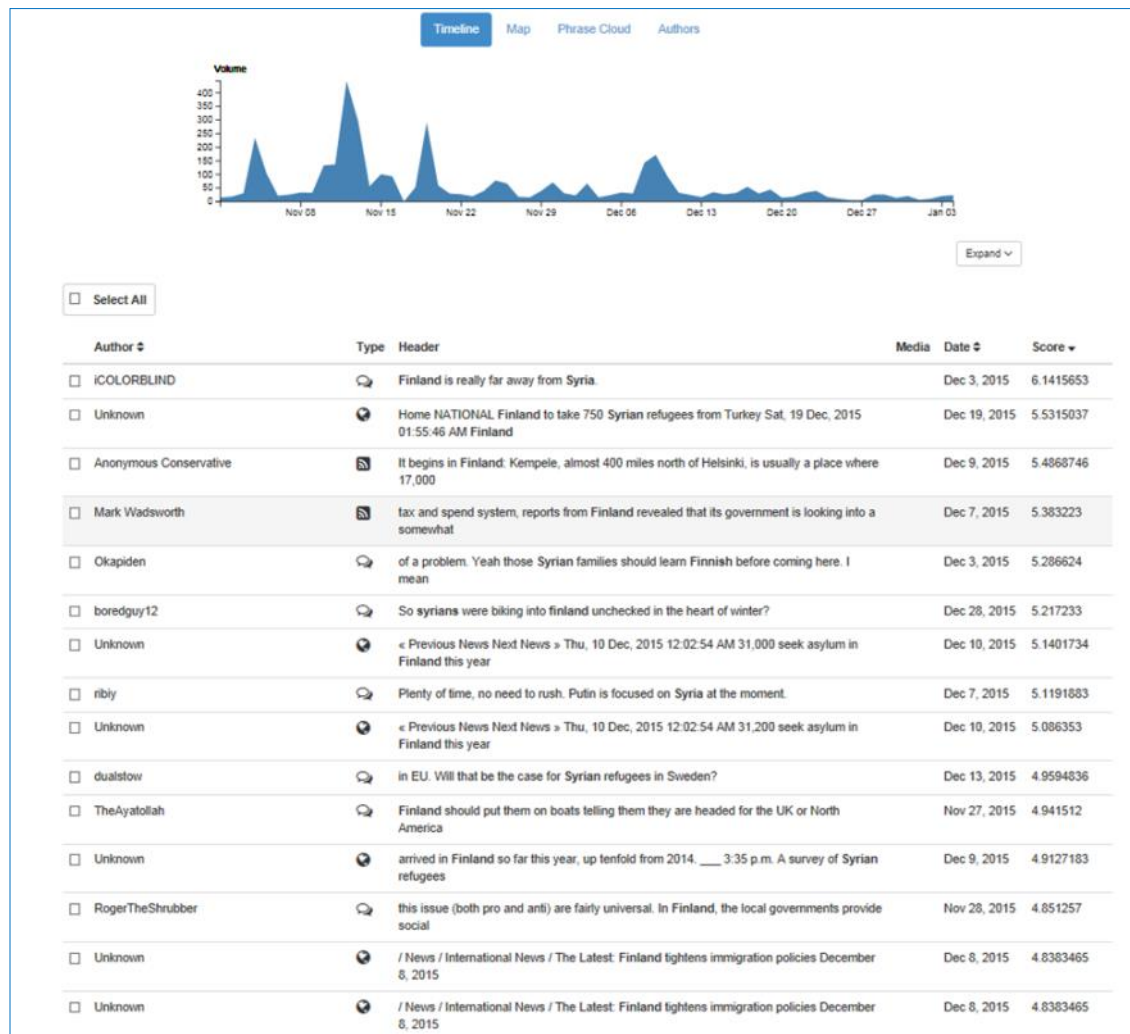 Timeline Map Phrase Cloud Authors
Volume
400
350
300
250
200
150
100
50
0
Nov 08 Nov 15 Nov 22 Nov 29 Dec 06 Dec 13 Dec 20 Dec 27 Jan 03
Expand
Select All
Author Type Header Media Date Score
iCOLORBLIND Finland is really far away from Syria. Dec 3, 2015 6.1415653
Unknown Home NATIONAL Finland to take 750 Syrian refugees from Turkey Sat, 19 Dec, 2015 Dec 19, 2015 5.5315037
01:55:46 AM Finland
Anonymous Conservative It begins in Finland: Kempele, almost 400 miles north of Helsinki, is usually a place where Dec 9, 2015 5.4868746
17,000
Mark Wadsworth tax and spend system, reports from Finland revealed that its government is looking into a Dec 7, 2015 5.383223
somewhat
Okapiden of a problem. Yeah those Syrian families should learn Finnish before coming here. I Dec 3, 2015 5.286624
mean
boredguy12 So syrians were biking into finland unchecked in the heart of winter? Dec 28, 2015 5.217233
Unknown « Previous News Next News » Thu, 10 Dec, 2015 12:02:54 AM 31,000 seek asylum in Dec 10, 2015 5.1401734
Finland this year
ribiy Plenty of time, no need to rush. Putin is focused on Syria at the moment. Dec 7, 2015 5.1191883
Unknown « Previous News Next News » Thu, 10 Dec, 2015 12:02:54 AM 31,200 seek asylum in Dec 10, 2015 5.086353
Finland this year
dualstow in EU. Will that be the case for Syrian refugees in Sweden? Dec 13, 2015 4.9594836
TheAyatollah Finland should put them on boats telling them they are headed for the UK or North Nov 27, 2015 4.941512
America
Unknown arrived in Finland so far this year, up tenfold from 2014. ___ 3:35 p.m. A survey of Syrian Dec 9, 2015 4.9127183
refugees
RogerTheShrubber this issue (both pro and anti) are fairly universal. In Finland, the local governments provide Nov 28, 2015 4.851257
social
Unknown / News / International News / The Latest: Finland tightens immigration policies December Dec 8, 2015 4.8383465
8, 2015
Unknown / News / International News / The Latest: Finland tightens immigration policies December Dec 8, 2015 4.8383465
8, 2015